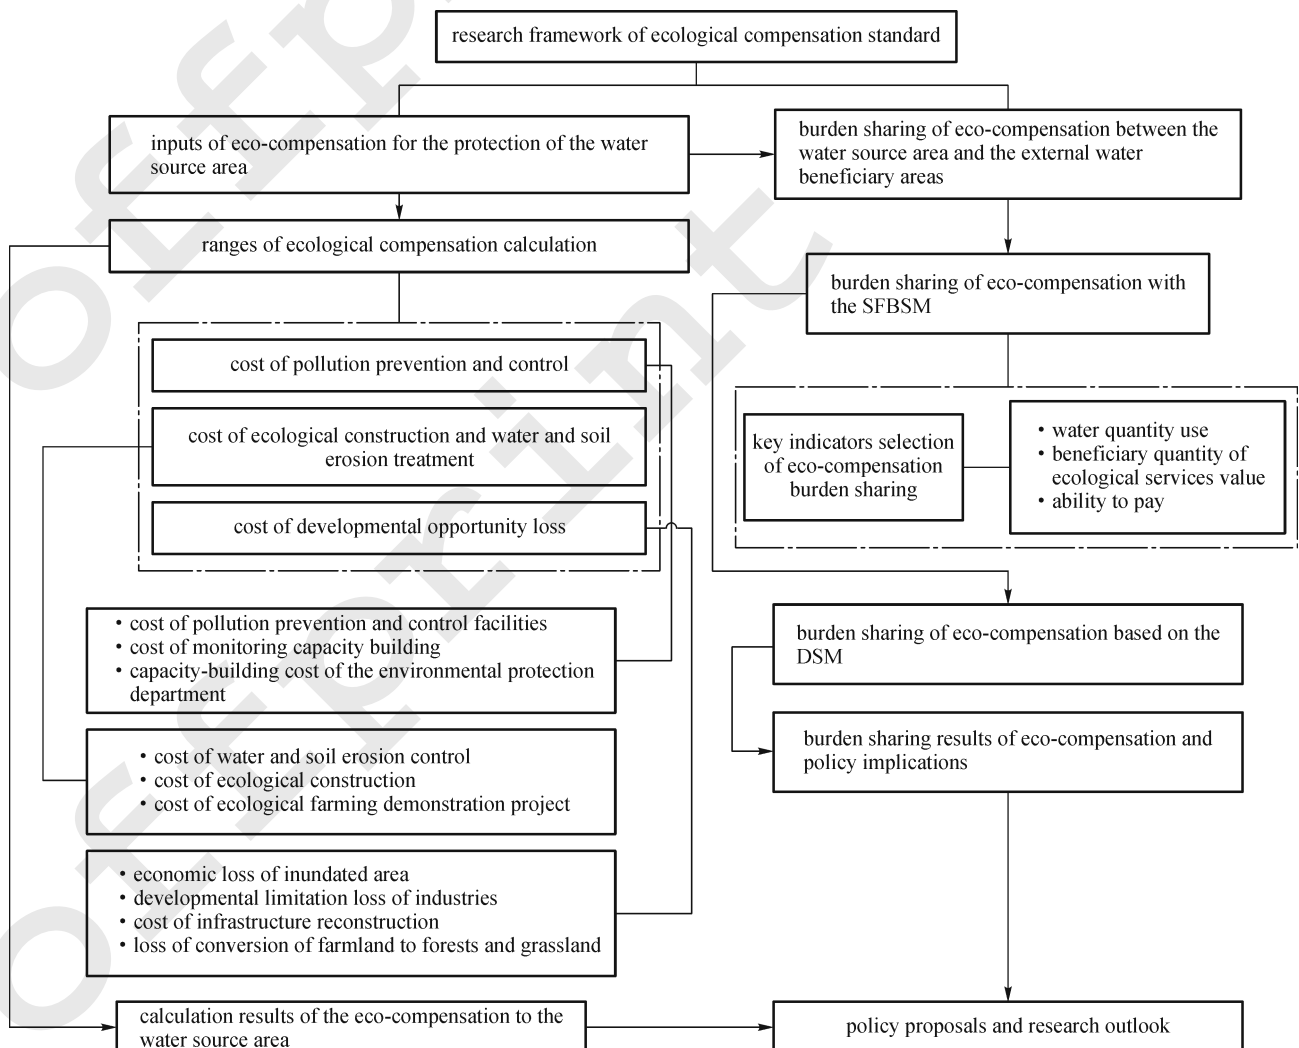 research framework of ecological compensation standard
inputs of eco-compensation for the protection of the water
source area
burden sharing of eco-compensation between the
water source area and the external water
beneficiary areas
ranges of ecological compensation calculation
burden sharing of eco-compensation with
the SFBSM
cost of pollution prevention and control
cost of ecological construction and water and soil
erosion treatment
cost of developmental opportunity loss
key indicators selection
of eco-compensation
burden sharing
• water quantity use
• beneficiary quantity of
ecological services value
• ability to pay
• cost of pollution prevention and control facilities
• cost of monitoring capacity building
• capacity-building cost of the environmental protection
department
burden sharing of eco-compensation based on the
DSM
• cost of water and soil erosion control
• cost of ecological construction
• cost of ecological farming demonstration project
burden sharing results of eco-compensation and
policy implications
• economic loss of inundated area
• developmental limitation loss of industries
• cost of infrastructure reconstruction
• loss of conversion of farmland to forests and grassland
calculation results of the eco-compensation to the
water source area
policy proposals and research outlook
offprint
offp